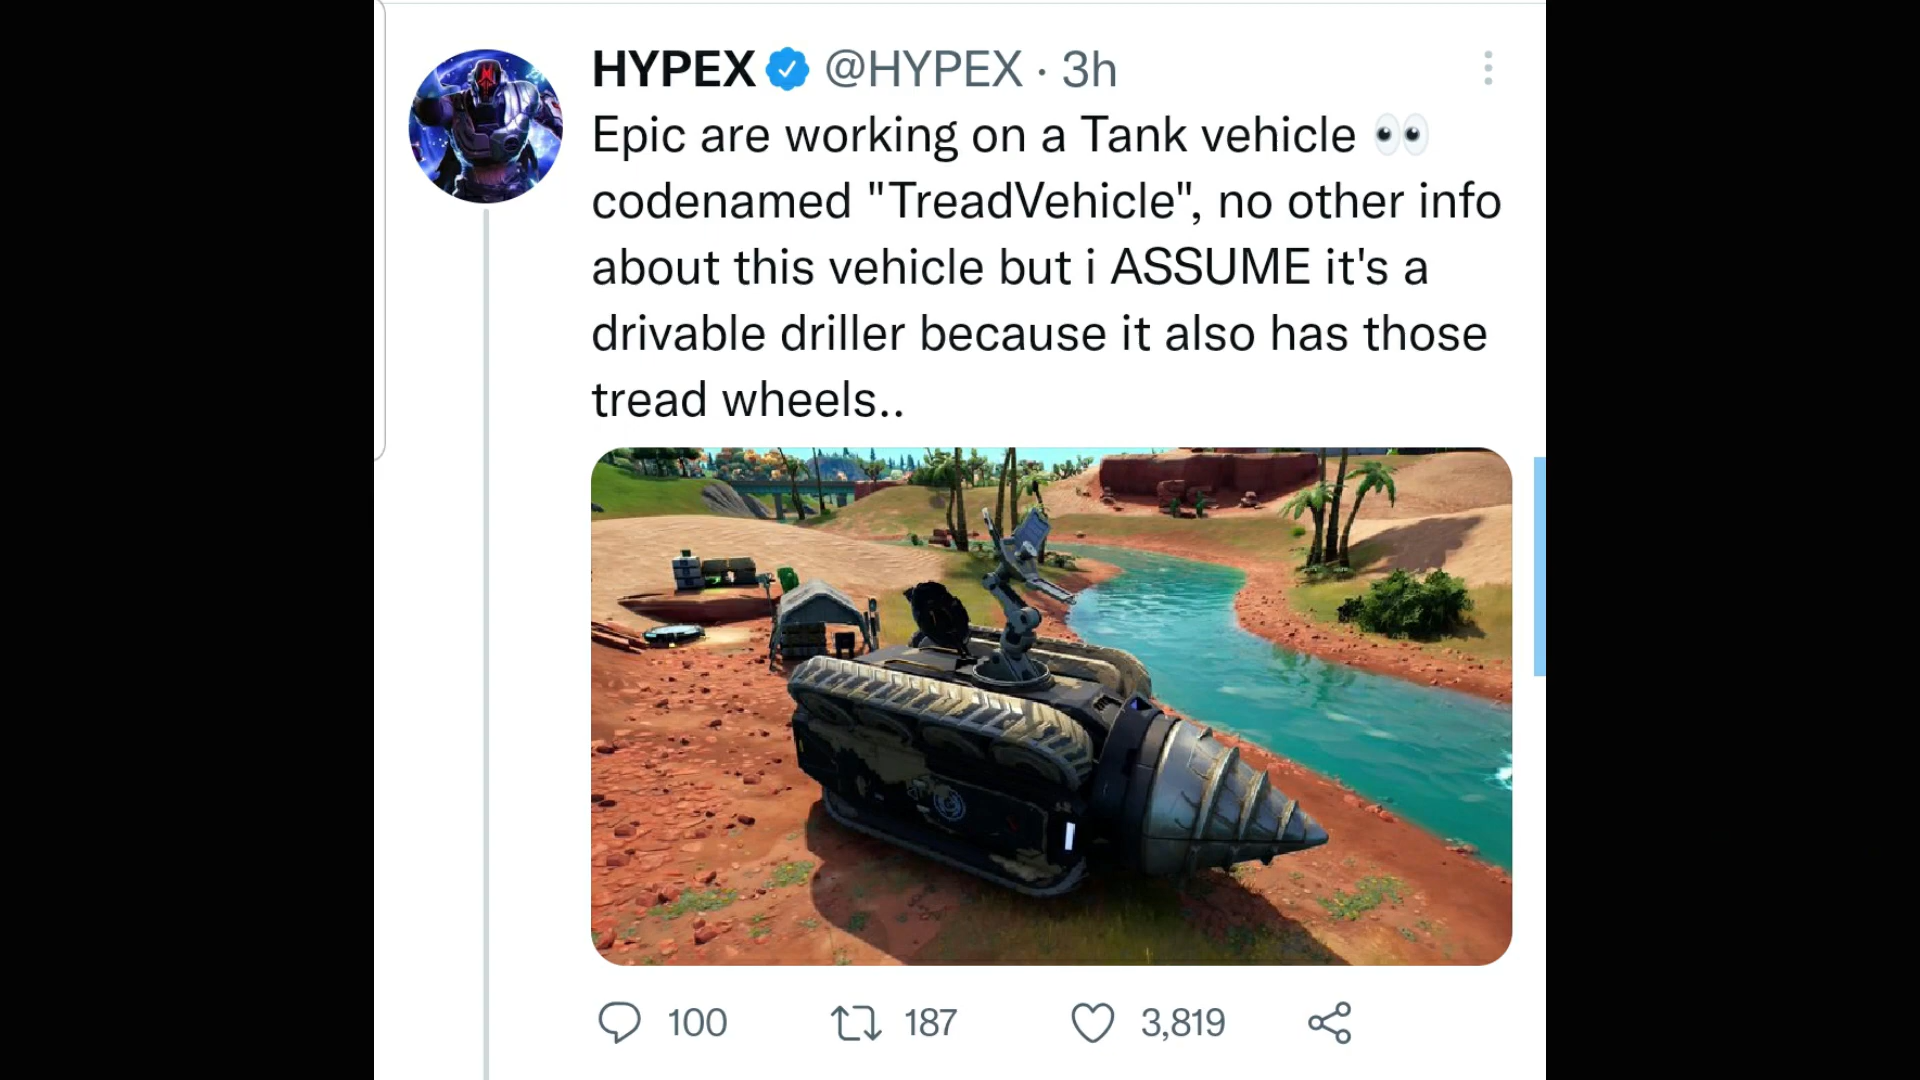 HYPEX @HYPEX · 3h
Epic are working on a Tank vehicle 👀
codenamed "TreadVehicle", no other info
about this vehicle but i ASSUME it's a
drivable driller because it also has those
tread wheels..
100 187 3,819